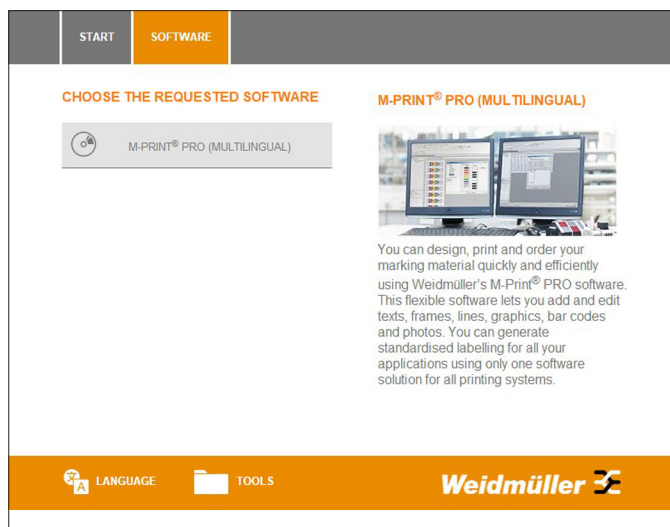 START
SOFTWARE
CHOOSE THE REQUESTED SOFTWARE
M-PRINT® PRO (MULTILINGUAL)
M-PRINT® PRO (MULTILINGUAL)
You can design, print and order your
marking material quickly and efficiently
using Weidmüller's M-Print® PRO software.
This flexible software lets you add and edit
texts, frames, lines, graphics, bar codes
and photos. You can generate
standardised labelling for all your
applications using only one software
solution for all printing systems.
LANGUAGE
TOOLS
Weidmüller